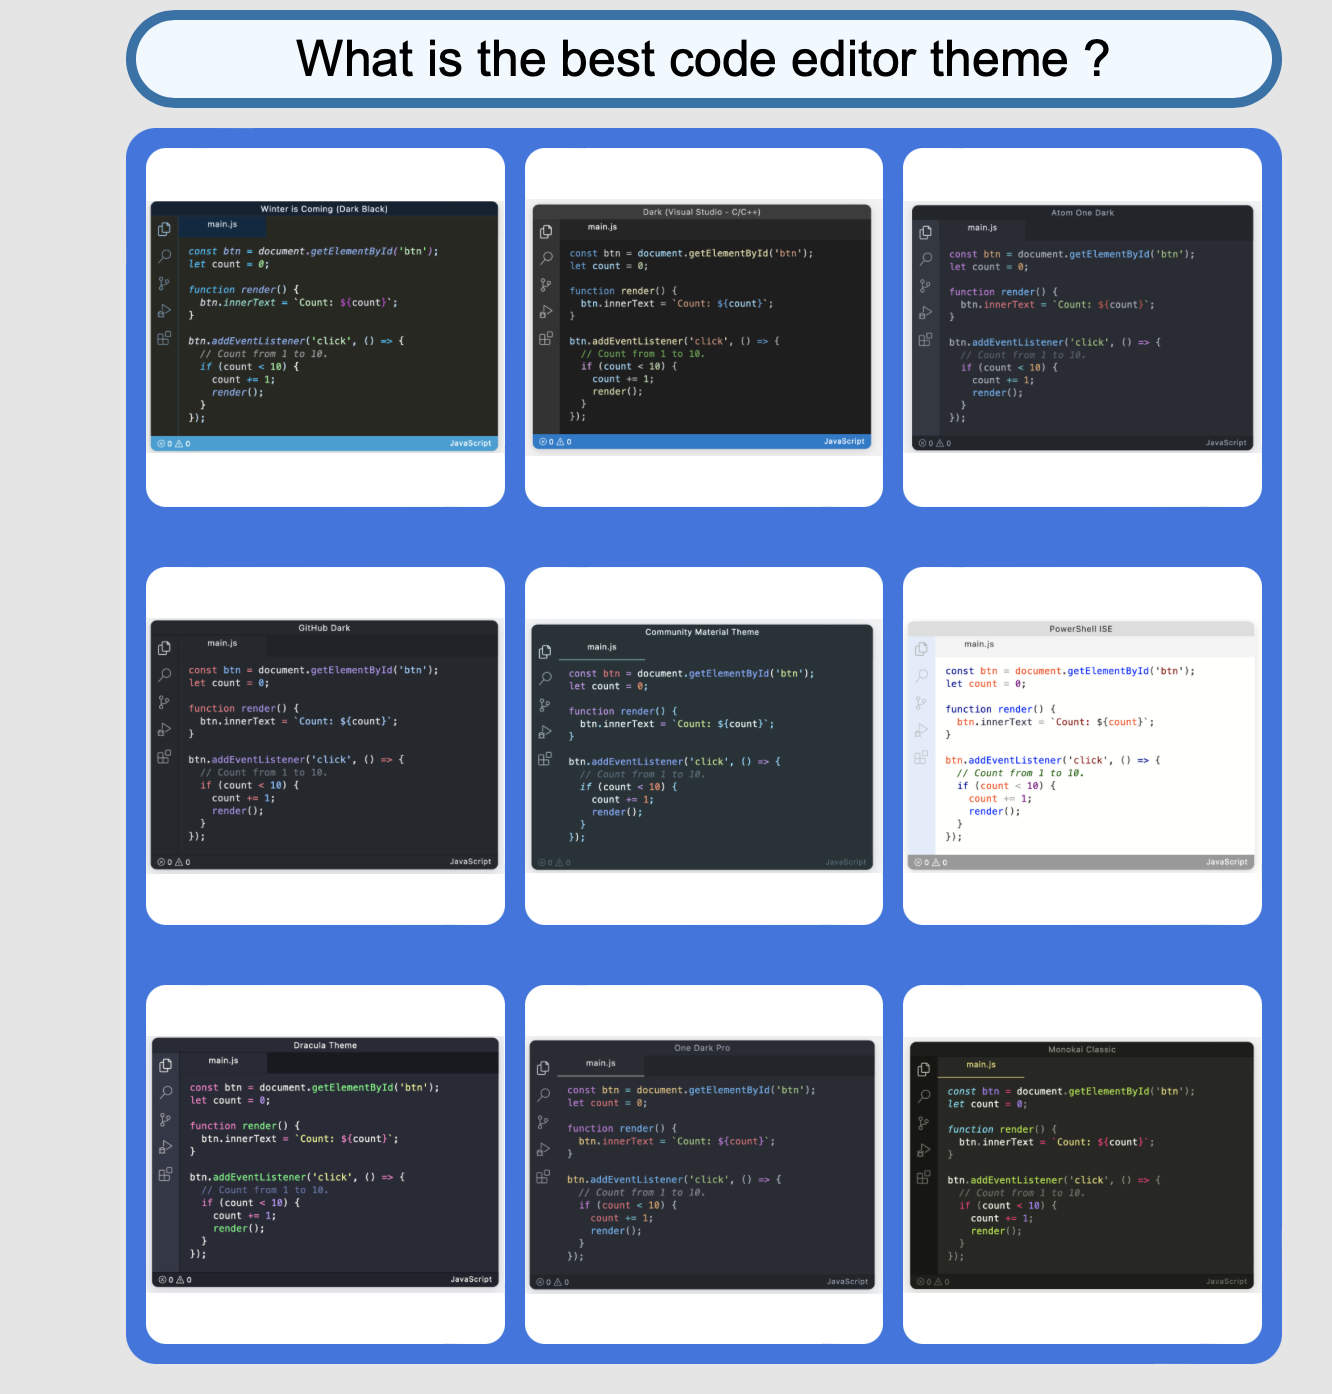 What is the best code editor theme ?
Winter is Coming (Dark Black)
main.js
const btn = document.getElementById('btn');
let count = 0;
function render() {
btn.innerText = `Count: ${count}`;
}
btn.addEventListener('click', () => {
// Count from 1 to 10.
if (count < 10) {
count += 1;
render();
}
});
0 0 JavaScript
Dark (Visual Studio - C/C++)
main.js
const btn = document.getElementById('btn');
let count = 0;
function render() {
btn.innerText = `Count: ${count}`;
}
btn.addEventListener('click', () => {
// Count from 1 to 10.
if (count < 10) {
count += 1;
render();
}
});
0 0 JavaScript
Atom One Dark
main.js
const btn = document.getElementById('btn');
let count = 0;
function render() {
btn.innerText = `Count: ${count}`;
}
btn.addEventListener('click', () => {
// Count from 1 to 10.
if (count < 10) {
count += 1;
render();
}
});
0 0 JavaScript
GitHub Dark
main.js
const btn = document.getElementById('btn');
let count = 0;
function render() {
btn.innerText = `Count: ${count}`;
}
btn.addEventListener('click', () => {
// Count from 1 to 10.
if (count < 10) {
count += 1;
render();
}
});
0 0 JavaScript
Community Material Theme
main.js
const btn = document.getElementById('btn');
let count = 0;
function render() {
btn.innerText = `Count: ${count}`;
}
btn.addEventListener('click', () => {
// Count from 1 to 10.
if (count < 10) {
count += 1;
render();
}
});
0 0 JavaScript
PowerShell ISE
main.js
const btn = document.getElementById('btn');
let count = 0;
function render() {
btn.innerText = `Count: ${count}`;
}
btn.addEventListener('click', () => {
// Count from 1 to 10.
if (count < 10) {
count += 1;
render();
}
});
0 0 JavaScript
Dracula Theme
main.js
const btn = document.getElementById('btn');
let count = 0;
function render() {
btn.innerText = `Count: ${count}`;
}
btn.addEventListener('click', () => {
// Count from 1 to 10.
if (count < 10) {
count += 1;
render();
}
});
0 0 JavaScript
One Dark Pro
main.js
const btn = document.getElementById('btn');
let count = 0;
function render() {
btn.innerText = `Count: ${count}`;
}
btn.addEventListener('click', () => {
// Count from 1 to 10.
if (count < 10) {
count += 1;
render();
}
});
0 0 JavaScript
Monokai Classic
main.js
const btn = document.getElementById('btn');
let count = 0;
function render() {
btn.innerText = `Count: ${count}`;
}
btn.addEventListener('click', () => {
// Count from 1 to 10.
if (count < 10) {
count += 1;
render();
}
});
0 0 JavaScript